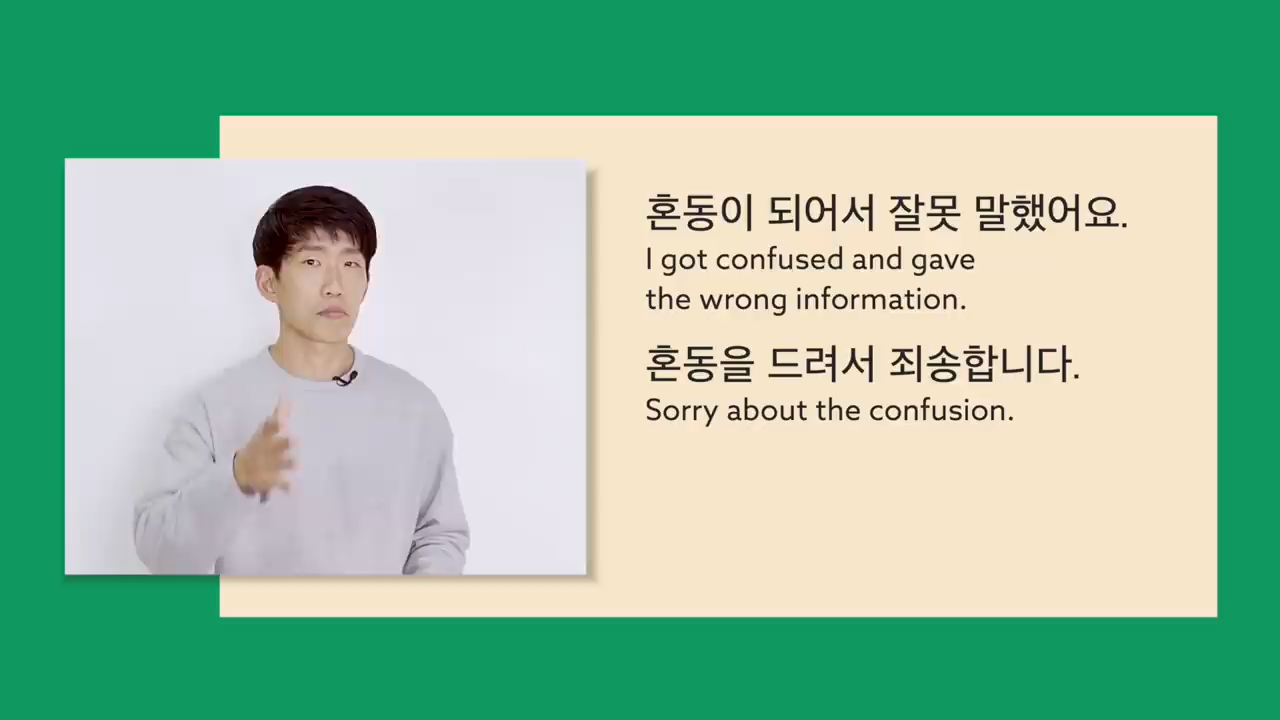 혼동이 되어서 잘못 말했어요.
I got confused and gave
the wrong information.
혼동을 드려서 죄송합니다.
Sorry about the confusion.